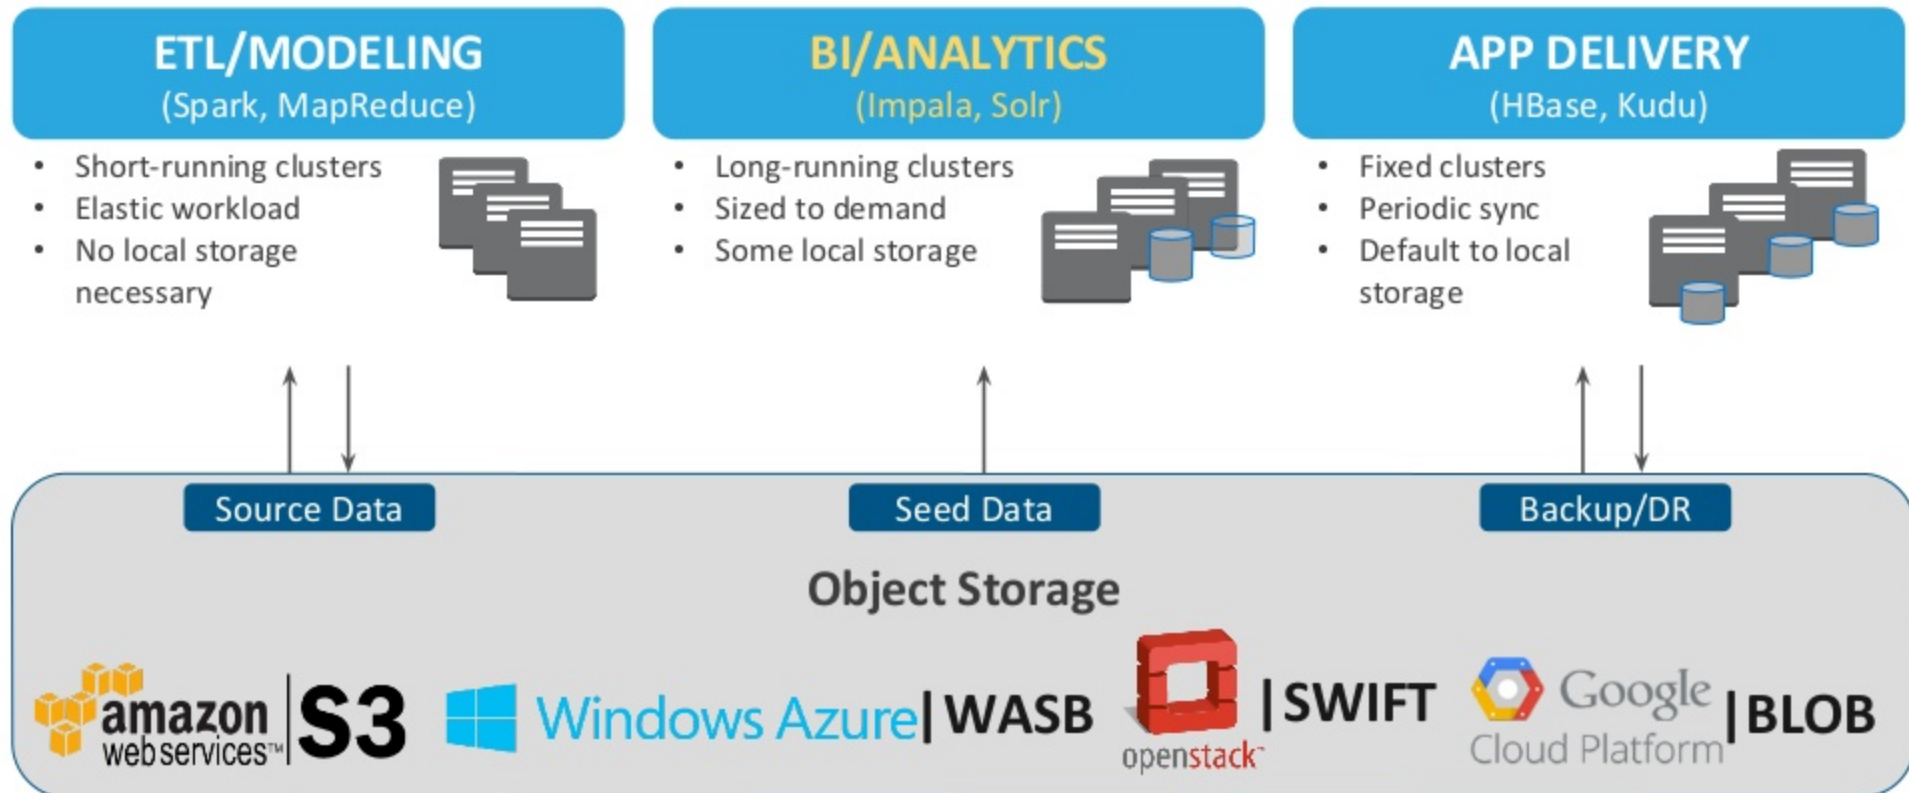 ETL/MODELING
(Spark, MapReduce)
• Short-running clusters
• Elastic workload
• No local storage
necessary
BI/ANALYTICS
(Impala, Solr)
• Long-running clusters
• Sized to demand
• Some local storage
APP DELIVERY
(HBase, Kudu)
• Fixed clusters
• Periodic sync
• Default to local
storage
Source Data
Seed Data
Backup/DR
Object Storage
amazon
webservices™
|S3
Windows Azure|WASB
openstack™
|SWIFT
Google
Cloud Platform
|BLOB